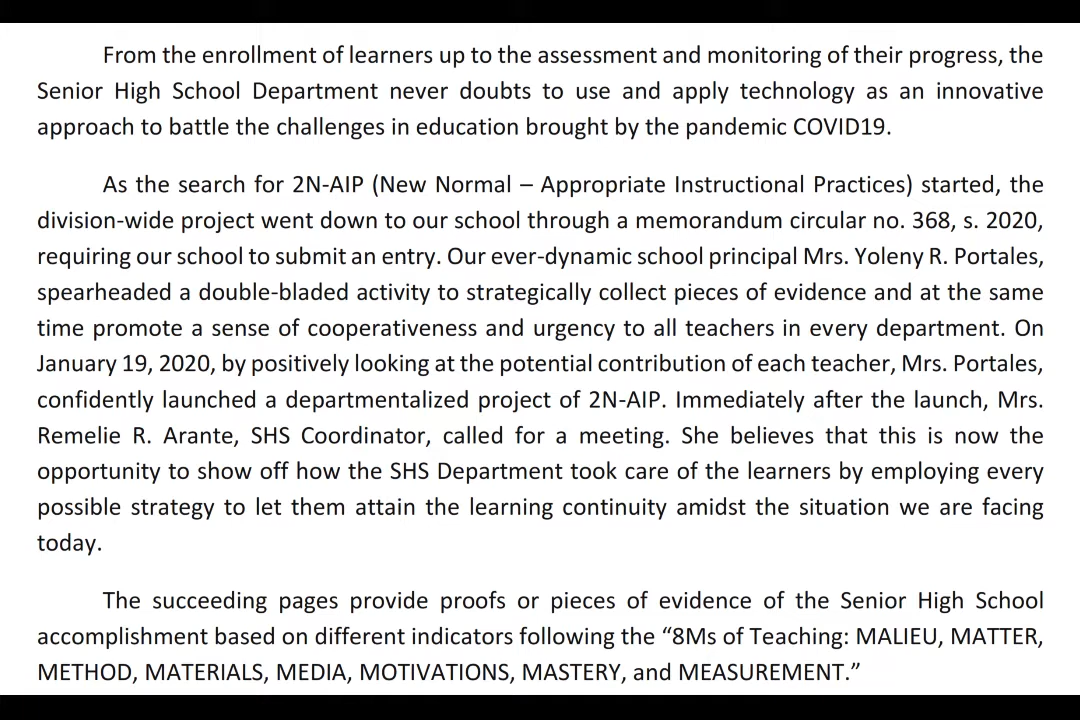 From the enrollment of learners up to the assessment and monitoring of their progress, the
Senior High School Department never doubts to use and apply technology as an innovative
approach to battle the challenges in education brought by the pandemic COVID19.
As the search for 2N-AIP (New Normal – Appropriate Instructional Practices) started, the
division-wide project went down to our school through a memorandum circular no. 368, s. 2020,
requiring our school to submit an entry. Our ever-dynamic school principal Mrs. Yoleny R. Portales,
spearheaded a double-bladed activity to strategically collect pieces of evidence and at the same
time promote a sense of cooperativeness and urgency to all teachers in every department. On
January 19, 2020, by positively looking at the potential contribution of each teacher, Mrs. Portales,
confidently launched a departmentalized project of 2N-AIP. Immediately after the launch, Mrs.
Remelie R. Arante, SHS Coordinator, called for a meeting. She believes that this is now the
opportunity to show off how the SHS Department took care of the learners by employing every
possible strategy to let them attain the learning continuity amidst the situation we are facing
today.
The succeeding pages provide proofs or pieces of evidence of the Senior High School
accomplishment based on different indicators following the “8Ms of Teaching: MALIEU, MATTER,
METHOD, MATERIALS, MEDIA, MOTIVATIONS, MASTERY, and MEASUREMENT.”